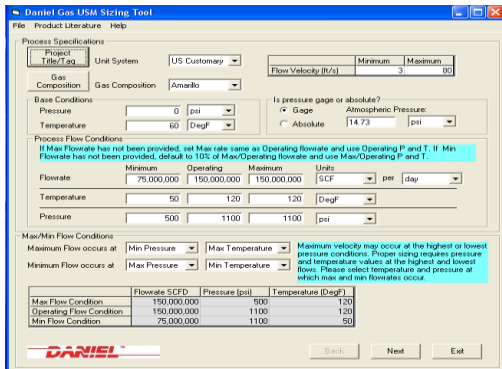 Daniel Gas USM Sizing Tool
File Product Literature Help
Process Specifications
Project Title/Tag
Unit System US Customary
Gas Composition
Gas Composition Amarillo
Minimum Maximum
Flow Velocity (ft/s) 3 80
Base Conditions
Pressure 0 psi
Temperature 60 DegF
Is pressure gage or absolute?
Gage
Absolute
Atmospheric Pressure:
14.73 psi
Process Flow Conditions
If Max Flowrate has not been provided, set Max rate same as Operating flowrate and use Operating P and T. If Min
Flowrate has not been provided, default to 10% of Max/Operating flowrate and use Max/Operating P and T.
Minimum Operating Maximum Units
Flowrate 75,000,000 150,000,000 150,000,000 SCF per day
Temperature 50 120 120 DegF
Pressure 500 1100 1100 psi
Max/Min Flow Conditions
Maximum Flow occurs at Min Pressure Max Temperature
Minimum Flow occurs at Max Pressure Min Temperature
Maximum velocity may occur at the highest or lowest
pressure conditions. Proper sizing requires pressure
and temperature values at the highest and lowest
flows. Please select temperature and pressure at
which max and min flowrates occur.
Flowrate SCFD Pressure (psi) Temperature (DegF)
Max Flow Condition 150,000,000 500 120
Operating Flow Condition 150,000,000 1100 120
Min Flow Condition 75,000,000 1100 50
DANIEL
Back Next Exit